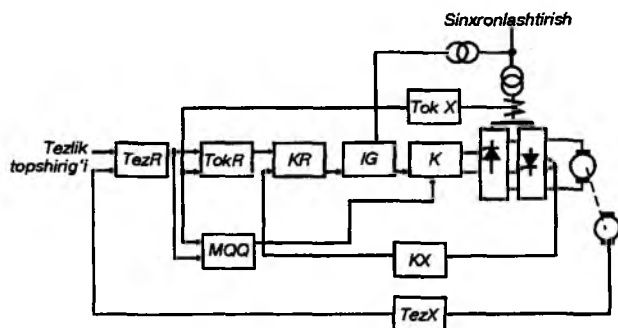 Sinxronlashtirish
Tok X
Tezlik
topshirig'i
TezR
TokR
KR
IG
K
MQQ
KX
TezX